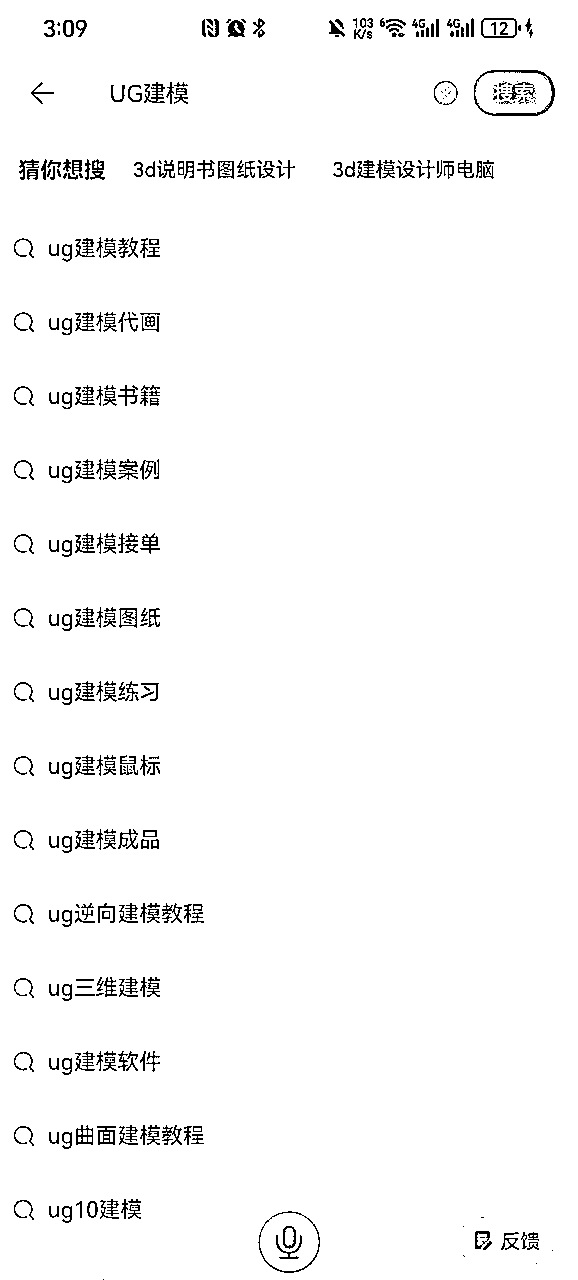 3:09 103 K/s 6 4G 4G 12
UG建模 搜索
猜你想搜 3d说明书图纸设计 3d建模设计师电脑
ug建模教程
ug建模代画
ug建模书籍
ug建模案例
ug建模接单
ug建模图纸
ug建模练习
ug建模鼠标
ug建模成品
ug逆向建模教程
ug三维建模
ug建模软件
ug曲面建模教程
ug10建模
反馈